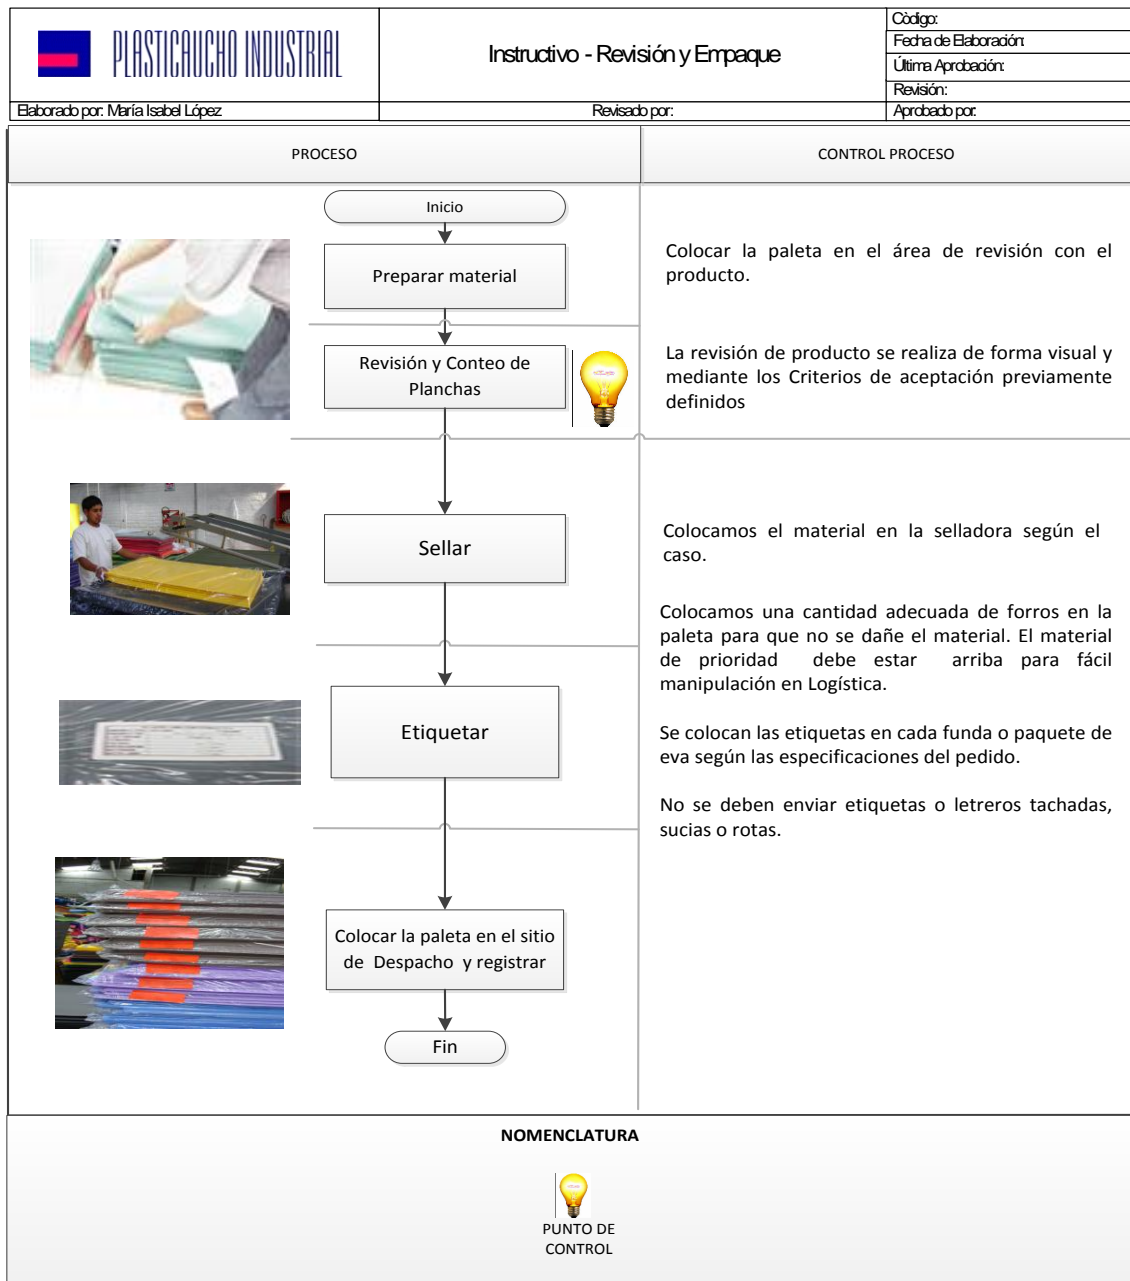 PLASTICAUCHO INDUSTRIAL
Instructivo - Revisión y Empaque
Còdigo:
Fecha de Elaboración:
Última Aprobación:
Revisión:
Elaborado por: María Isabel López
Revisado por:
Aprobado por:
PROCESO
CONTROL PROCESO
Inicio
Preparar material
Colocar la paleta en el área de revisión con el
producto.
Revisión y Conteo de
Planchas
La revisión de producto se realiza de forma visual y
mediante los Criterios de aceptación previamente
definidos
Sellar
Colocamos el material en la selladora según el
caso.
Colocamos una cantidad adecuada de forros en la
paleta para que no se dañe el material. El material
de prioridad debe estar arriba para fácil
manipulación en Logística.
Etiquetar
Se colocan las etiquetas en cada funda o paquete de
eva según las especificaciones del pedido.
No se deben enviar etiquetas o letreros tachadas,
sucias o rotas.
Colocar la paleta en el sitio
de Despacho y registrar
Fin
NOMENCLATURA
PUNTO DE
CONTROL